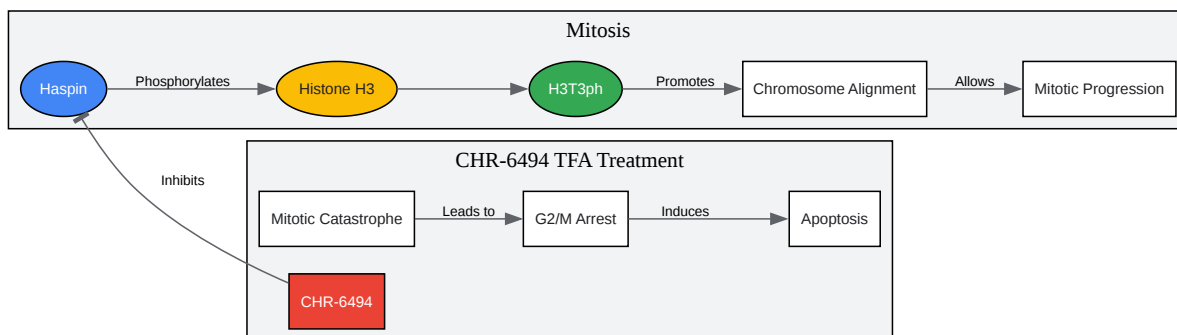 Mitosis
Haspin
Phosphorylates
Histone H3
H3T3ph
Promotes
Chromosome Alignment
Allows
Mitotic Progression
Inhibits
CHR-6494 TFA Treatment
Mitotic Catastrophe
Leads to
G2/M Arrest
Induces
Apoptosis
CHR-6494